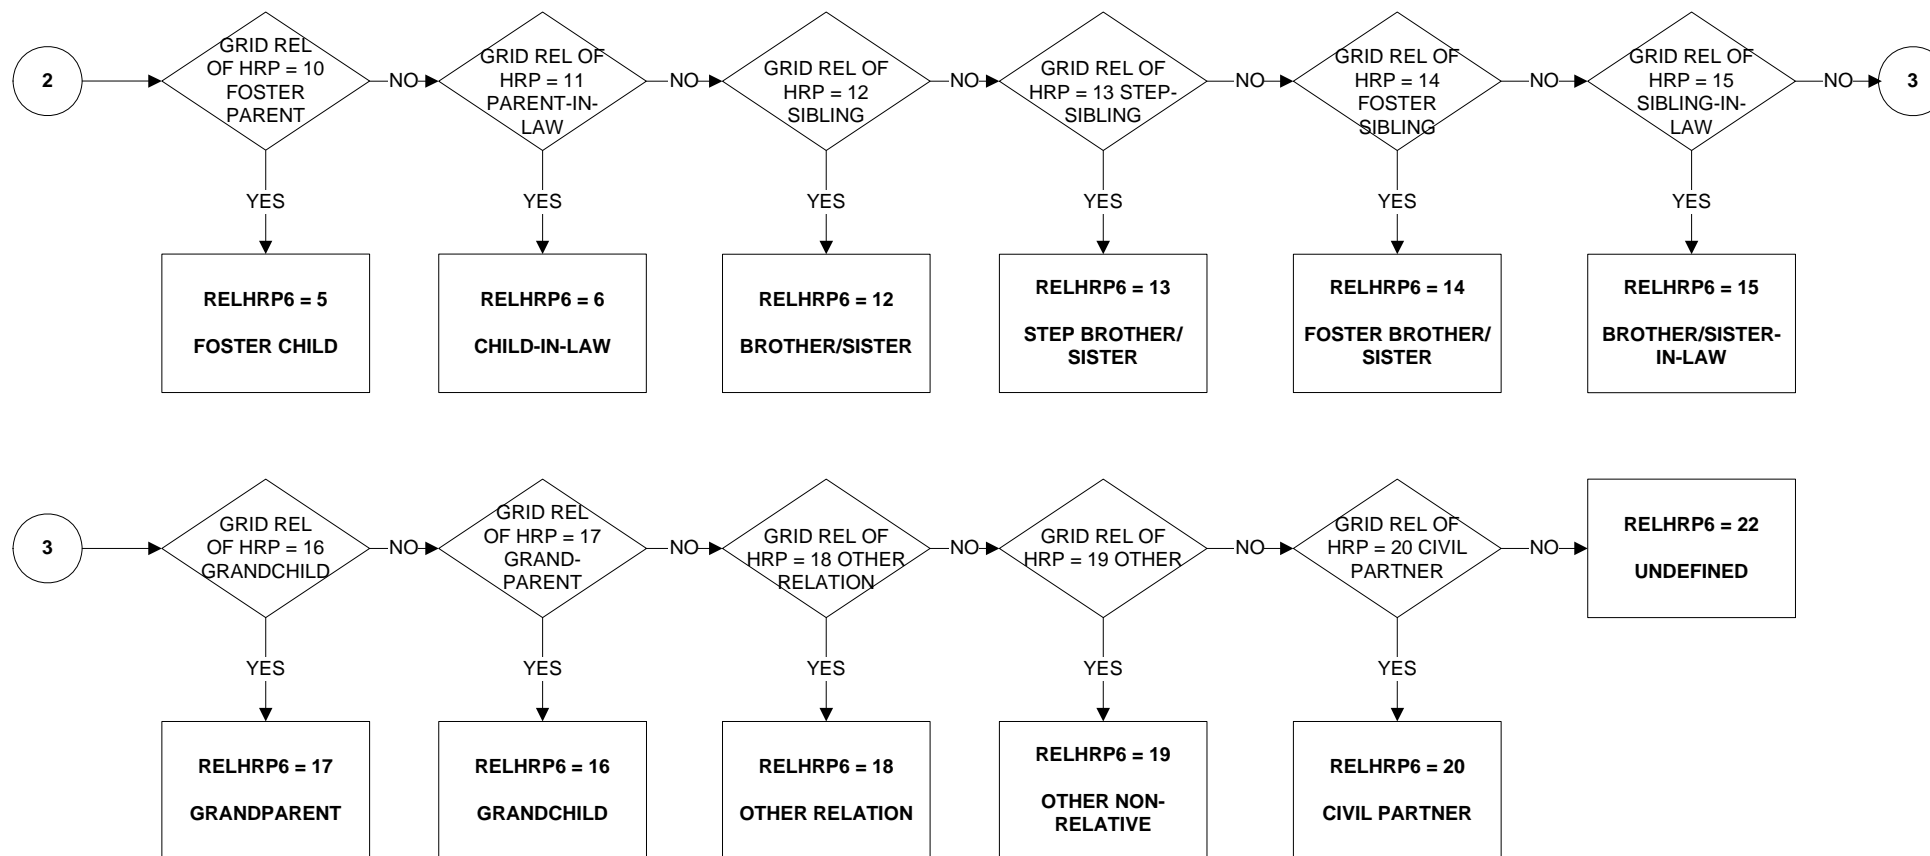 2
GRID REL
OF HRP = 10
FOSTER
PARENT
NO
GRID REL OF
HRP = 11
PARENT-IN-
LAW
NO
GRID REL OF
HRP = 12
SIBLING
NO
GRID REL OF
HRP = 13 STEP-
SIBLING
NO
GRID REL OF
HRP = 14
FOSTER
SIBLING
NO
GRID REL OF
HRP = 15
SIBLING-IN-
LAW
NO
3
YES
YES
YES
YES
YES
YES
RELHRP6 = 5
FOSTER CHILD
RELHRP6 = 6
CHILD-IN-LAW
RELHRP6 = 12
BROTHER/SISTER
RELHRP6 = 13
STEP BROTHER/
SISTER
RELHRP6 = 14
FOSTER BROTHER/
SISTER
RELHRP6 = 15
BROTHER/SISTER-
IN-LAW
3
GRID REL
OF HRP = 16
GRANDCHILD
NO
GRID REL
OF HRP = 17
GRAND-
PARENT
NO
GRID REL OF
HRP = 18 OTHER
RELATION
NO
GRID REL OF
HRP = 19 OTHER
NO
GRID REL OF
HRP = 20 CIVIL
PARTNER
NO
RELHRP6 = 22
UNDEFINED
YES
YES
YES
YES
YES
RELHRP6 = 17
GRANDPARENT
RELHRP6 = 16
GRANDCHILD
RELHRP6 = 18
OTHER RELATION
RELHRP6 = 19
OTHER NON-
RELATIVE
RELHRP6 = 20
CIVIL PARTNER